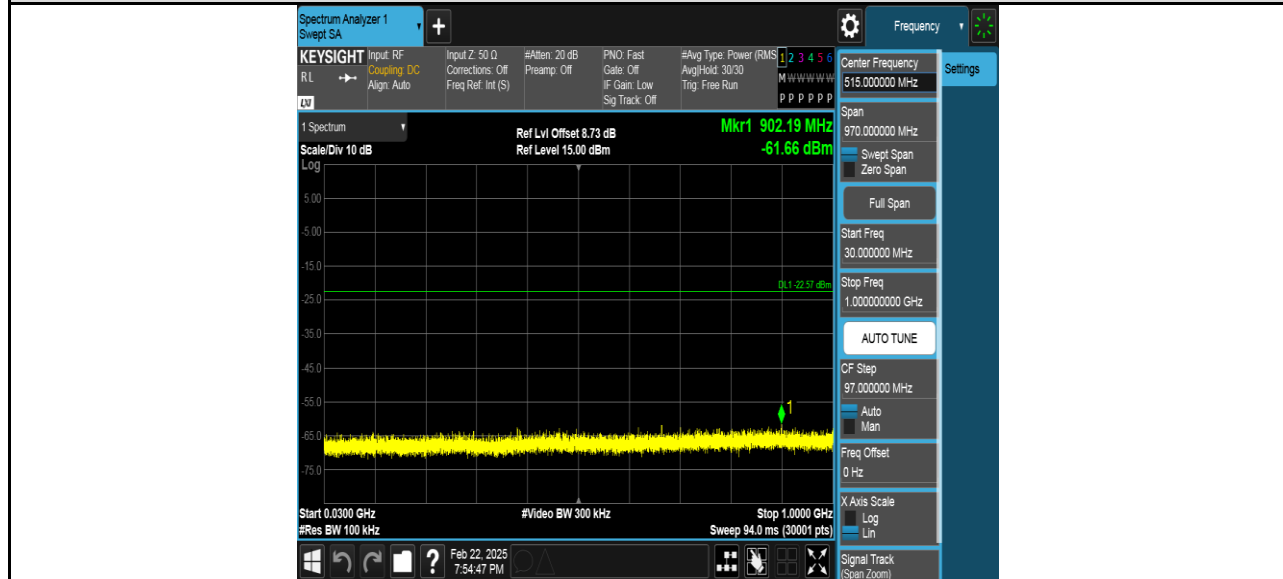 Spectrum Analyzer 1
Swept SA
+
Frequency
KEYSIGHT
RL
LXI
Input: RF
Coupling: DC
Align: Auto
Input Z: 50 Ω
Corrections: Off
Freq Ref: Int (S)
#Atten: 20 dB
Preamp: Off
PNO: Fast
Gate: Off
IF Gain: Low
Sig Track: Off
#Avg Type: Power (RMS
Avg|Hold: 30/30
Trig: Free Run
1 2 3 4 5 6
M W W W W W
P P P P P P
1 Spectrum
Scale/Div 10 dB
Ref Lvl Offset 8.73 dB
Ref Level 15.00 dBm
Mkr1 902.19 MHz
-61.66 dBm
Log
5.00
-5.00
-15.0
DL1 -22.57 dBm
-25.0
-35.0
-45.0
-55.0
1
-65.0
-75.0
Start 0.0300 GHz
#Res BW 100 kHz
#Video BW 300 kHz
Stop 1.0000 GHz
Sweep 94.0 ms (30001 pts)
?
Feb 22, 2025
7:54:47 PM
Center Frequency
515.000000 MHz
Settings
Span
970.000000 MHz
Swept Span
Zero Span
Full Span
Start Freq
30.000000 MHz
Stop Freq
1.000000000 GHz
AUTO TUNE
CF Step
97.000000 MHz
Auto
Man
Freq Offset
0 Hz
X Axis Scale
Log
Lin
Signal Track
(Span Zoom)